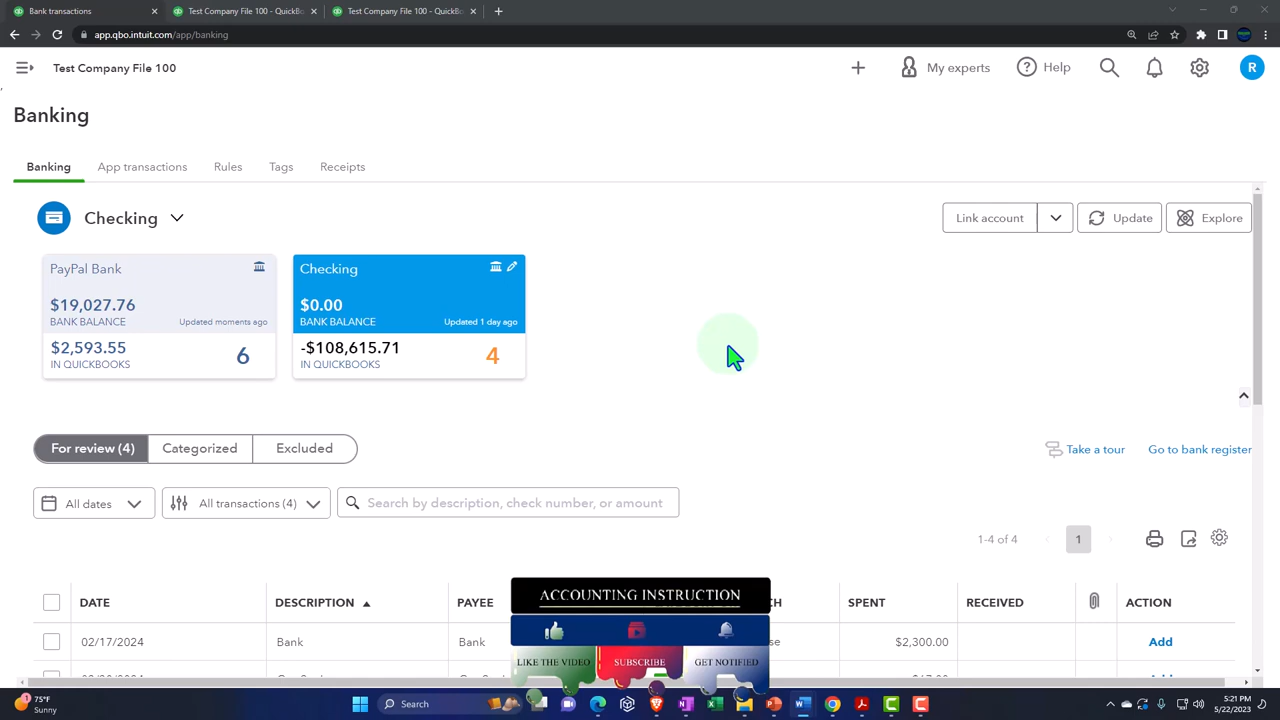 Bank transactions
Test Company File 100 - QuickBo
Test Company File 100 - QuickBo
app.qbo.intuit.com/app/banking
Test Company File 100
My experts
Help
R
Banking
Banking
App transactions
Rules
Tags
Receipts
Checking
Link account
Update
Explore
PayPal Bank
$19,027.76
BANK BALANCE
Updated moments ago
$2,593.55
IN QUICKBOOKS
6
Checking
$0.00
BANK BALANCE
Updated 1 day ago
-$108,615.71
IN QUICKBOOKS
4
For review (4)
Categorized
Excluded
Take a tour
Go to bank register
All dates
All transactions (4)
Search by description, check number, or amount
1-4 of 4
1
DATE
DESCRIPTION
PAYEE
CH
SPENT
RECEIVED
ACTION
02/17/2024
Bank
Bank
se
$2,300.00
Add
ACCOUNTING INSTRUCTION
LIKE THE VIDEO
SUBSCRIBE
GET NOTIFIED
75°F
Sunny
Search
5:21 PM
5/22/2023